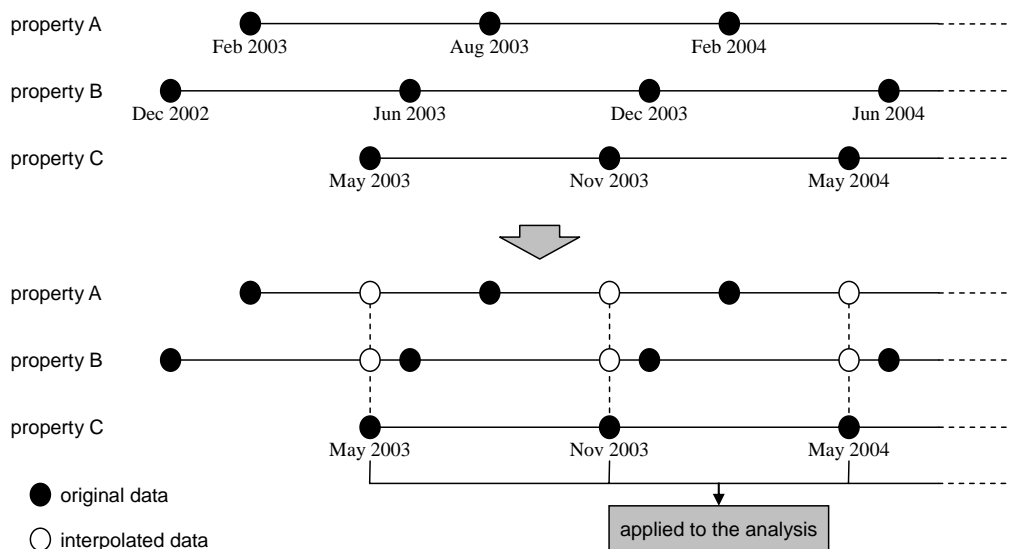 property A
Feb 2003 Aug 2003 Feb 2004
property B
Dec 2002 Jun 2003 Dec 2003 Jun 2004
property C
May 2003 Nov 2003 May 2004
property A
property B
property C
May 2003 Nov 2003 May 2004
original data
applied to the analysis
interpolated data